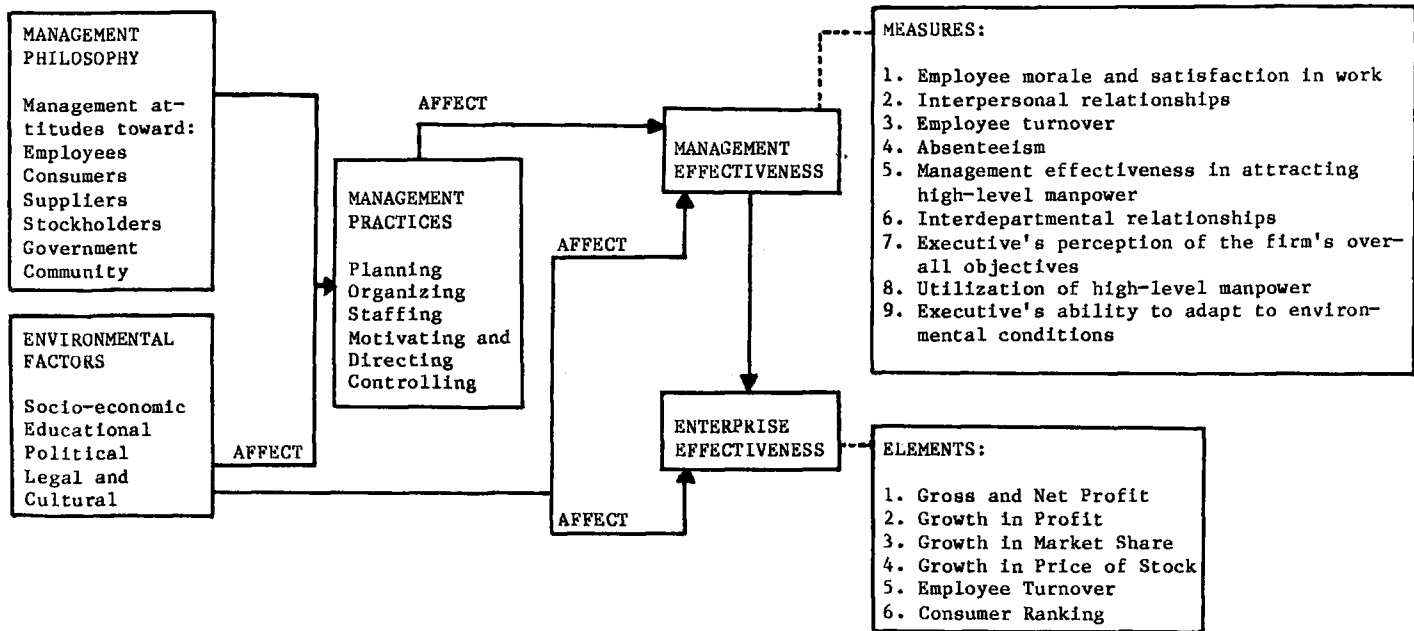 MANAGEMENT
PHILOSOPHY
Management at-
titudes toward:
Employees
Consumers
Suppliers
Stockholders
Government
Community
ENVIRONMENTAL
FACTORS
Socio-economic
Educational
Political
Legal and
Cultural
AFFECT
MANAGEMENT
PRACTICES
Planning
Organizing
Staffing
Motivating and
Directing
Controlling
AFFECT
AFFECT
AFFECT
MANAGEMENT
EFFECTIVENESS
ENTERPRISE
EFFECTIVENESS
MEASURES:
1. Employee morale and satisfaction in work
2. Interpersonal relationships
3. Employee turnover
4. Absenteeism
5. Management effectiveness in attracting
high-level manpower
6. Interdepartmental relationships
7. Executive's perception of the firm's over-
all objectives
8. Utilization of high-level manpower
9. Executive's ability to adapt to environ-
mental conditions
ELEMENTS:
1. Gross and Net Profit
2. Growth in Profit
3. Growth in Market Share
4. Growth in Price of Stock
5. Employee Turnover
6. Consumer Ranking